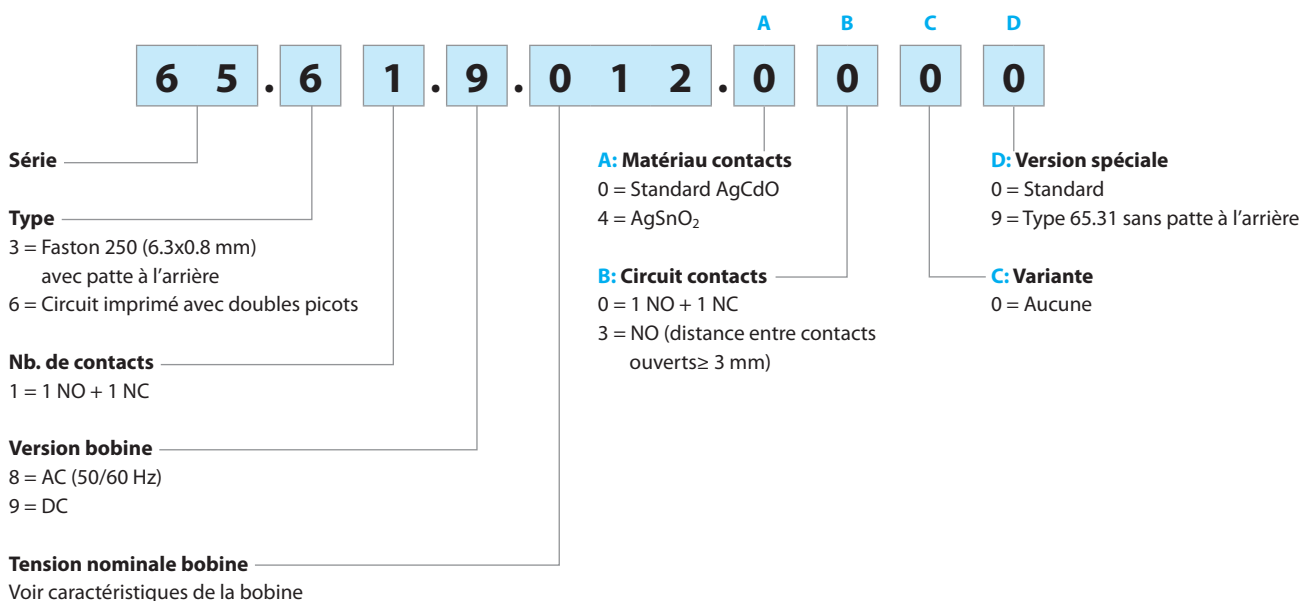 A B C D
6 5 . 6 1 . 9 . 0 1 2 . 0 0 0 0
Série
Type
3 = Faston 250 (6.3x0.8 mm)
avec patte à l'arrière
6 = Circuit imprimé avec doubles picots
Nb. de contacts
1 = 1 NO + 1 NC
Version bobine
8 = AC (50/60 Hz)
9 = DC
Tension nominale bobine
Voir caractéristiques de la bobine
A: Matériau contacts
0 = Standard AgCdO
4 = AgSnO₂
B: Circuit contacts
0 = 1 NO + 1 NC
3 = NO (distance entre contacts
ouverts≥ 3 mm)
D: Version spéciale
0 = Standard
9 = Type 65.31 sans patte à l'arrière
C: Variante
0 = Aucune